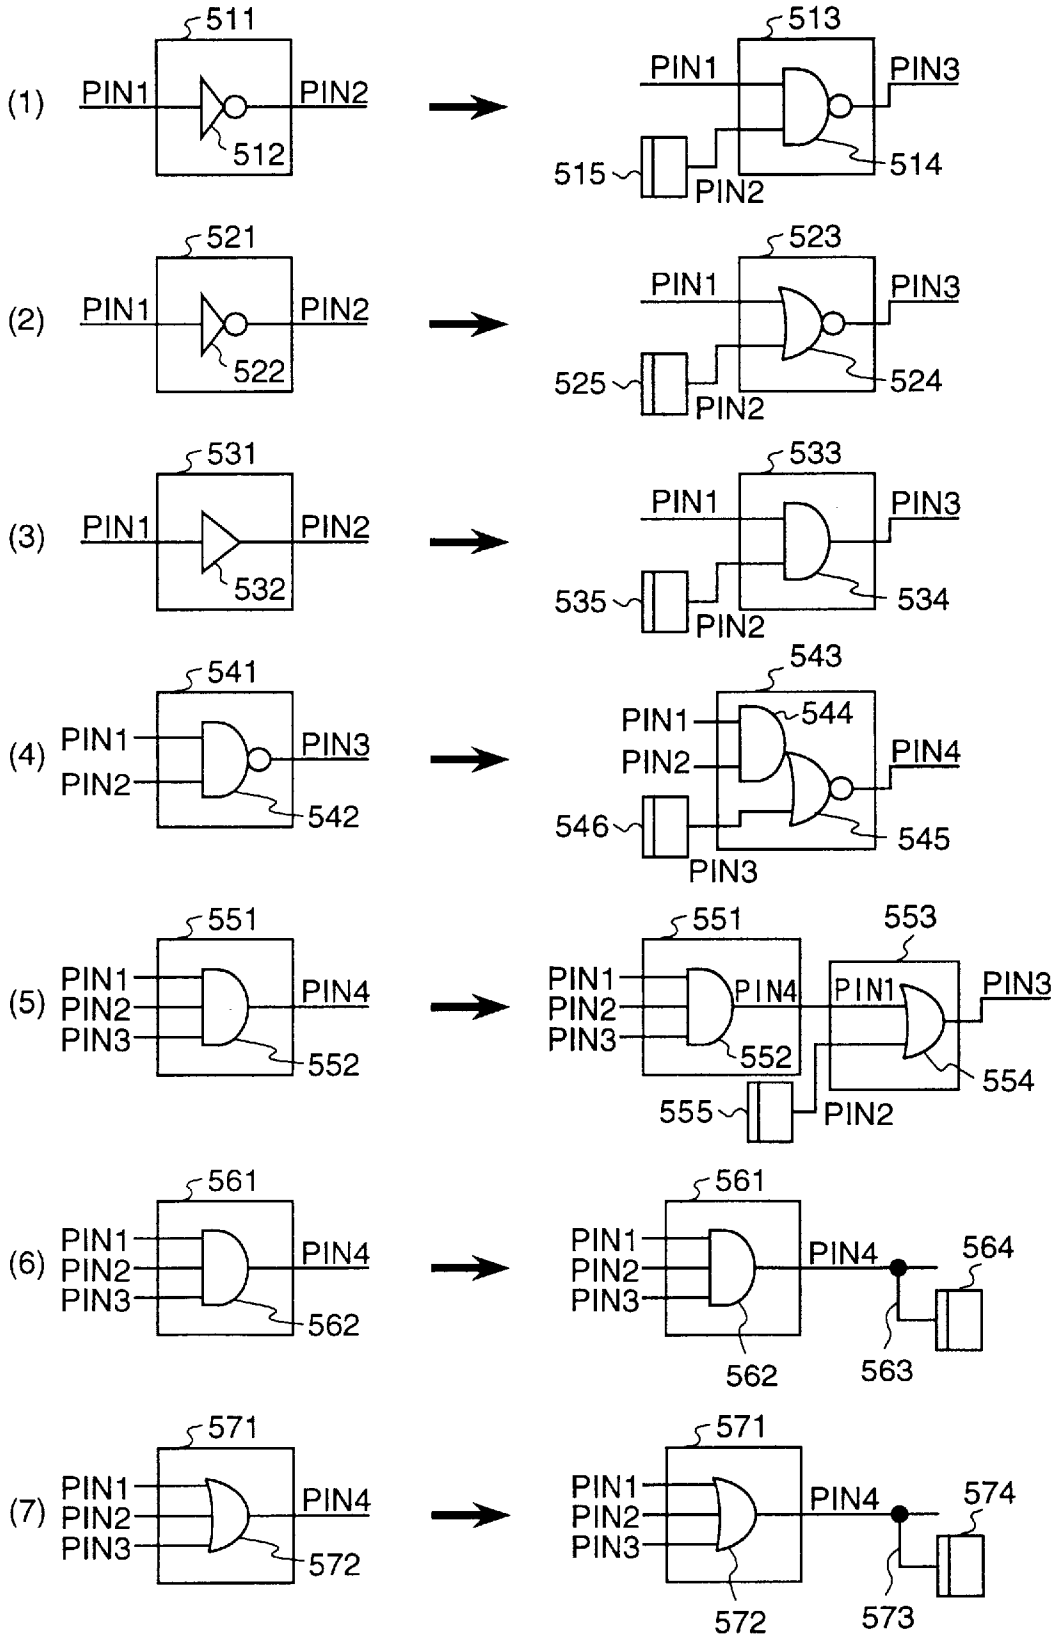 511 513
(1) PIN1 PIN2 PIN1 PIN3
512 515 514
PIN2
521 523
(2) PIN1 PIN2 PIN1 PIN3
522 525 524
PIN2
531 533
(3) PIN1 PIN2 PIN1 PIN3
532 535 534
PIN2
541 543
(4) PIN1 PIN3 PIN1 544
PIN2 PIN2 PIN4
542 546 545
PIN3
551 551 553
PIN1 PIN1
(5) PIN2 PIN4 PIN2 PIN4 PIN1 PIN3
PIN3 PIN3
552 552 554
555 PIN2
561 561
PIN1 PIN1
(6) PIN2 PIN4 PIN2 PIN4 564
PIN3 PIN3
562 562 563
571 571
PIN1 PIN1
(7) PIN2 PIN4 PIN2 PIN4 574
PIN3 PIN3
572 572 573